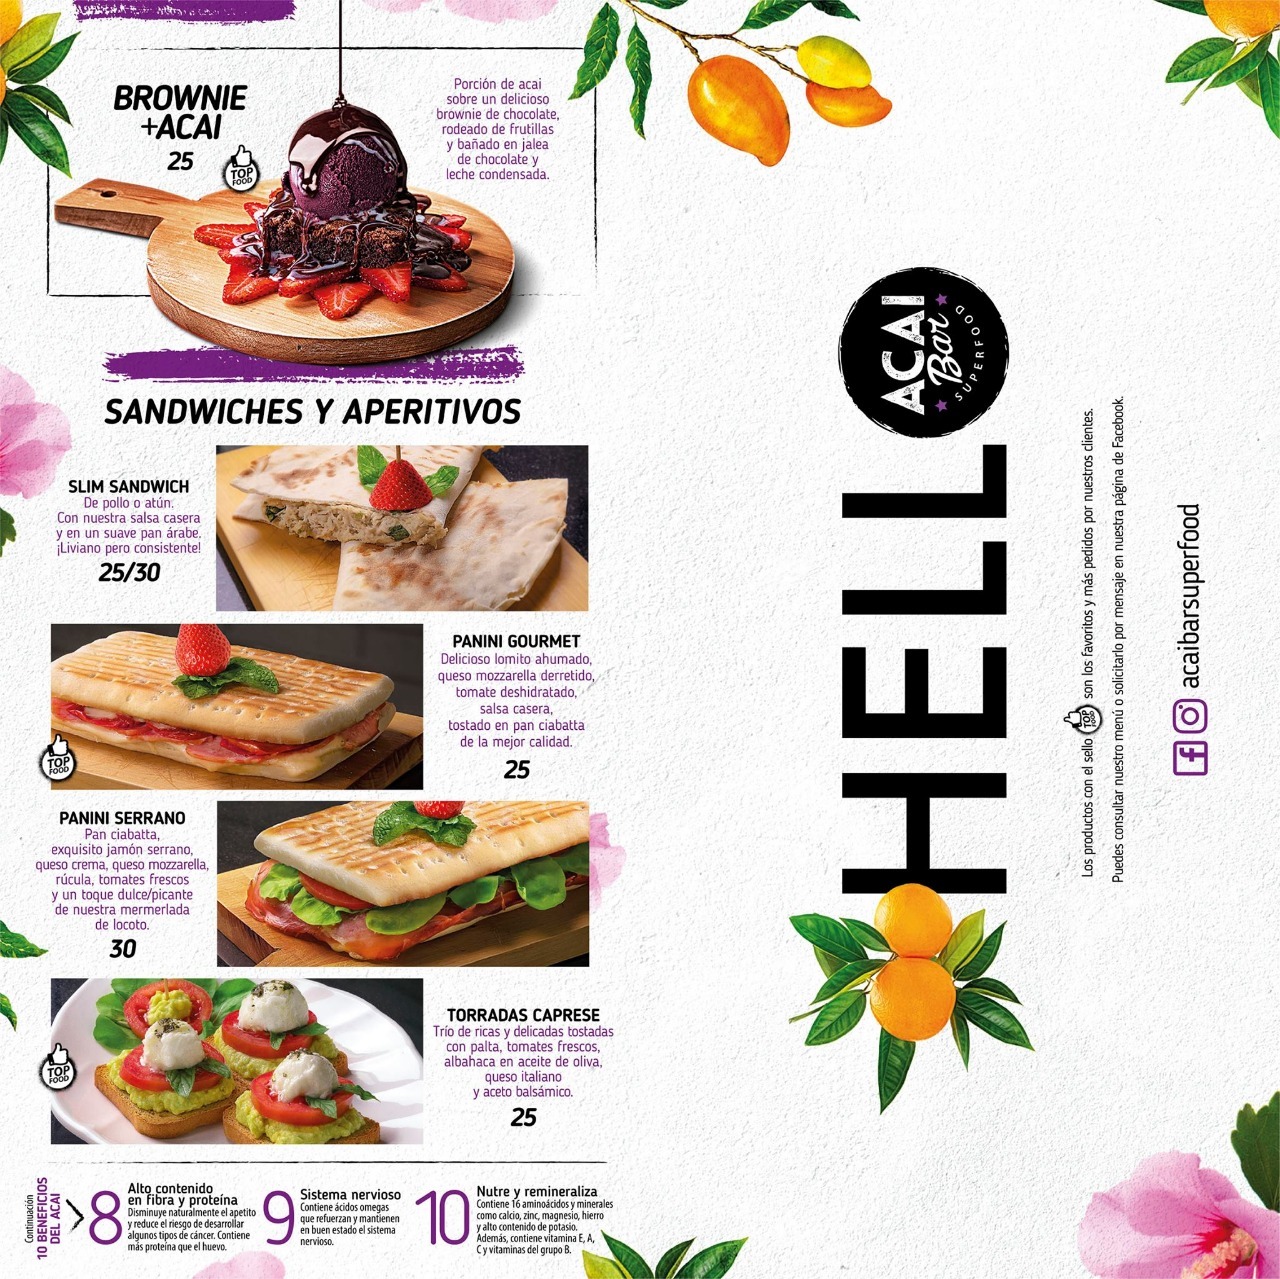 BROWNIE
+ACAI
25
TOP
FOOD
Porción de acai
sobre un delicioso
brownie de chocolate,
rodeado de frutillas
y bañado en jalea
de chocolate y
leche condensada.
SANDWICHES Y APERITIVOS
SLIM SANDWICH
De pollo o atún.
Con nuestra salsa casera
y en un suave pan árabe.
¡Liviano pero consistente!
25/30
TOP
FOOD
PANINI GOURMET
Delicioso lomito ahumado,
queso mozzarella derretido,
tomate deshidratado,
salsa casera,
tostado en pan ciabatta
de la mejor calidad.
25
PANINI SERRANO
Pan ciabatta,
exquisito jamón serrano,
queso crema, queso mozzarella,
rúcula, tomates frescos
y un toque dulce/picante
de nuestra mermerlada
de locoto.
30
TOP
FOOD
TORRADAS CAPRESE
Trío de ricas y delicadas tostadas
con palta, tomates frescos,
albahaca en aceite de oliva,
queso italiano
y aceto balsámico.
25
Continuación
10 BENEFICIOS
DEL ACAI
8
Alto contenido
en fibra y proteína
Disminuye naturalmente el apetito
y reduce el riesgo de desarrollar
algunos tipos de cáncer. Contiene
más proteína que el huevo.
9
Sistema nervioso
Contiene ácidos omegas
que refuerzan y mantienen
en buen estado el sistema
nervioso.
10
Nutre y remineraliza
Contiene 16 aminoácidos y minerales
como calcio, zinc, magnesio, hierro
y alto contenido de potasio.
Además, contiene vitamina E, A,
C y vitaminas del grupo B.
HELL
ACAI
Bar
SUPERFOOD
Los productos con el sello TOP FOOD son los favoritos y más pedidos por nuestros clientes.
Puedes consultar nuestro menú o solicitarlo por mensaje en nuestra página de Facebook.
acaibarsuperfood